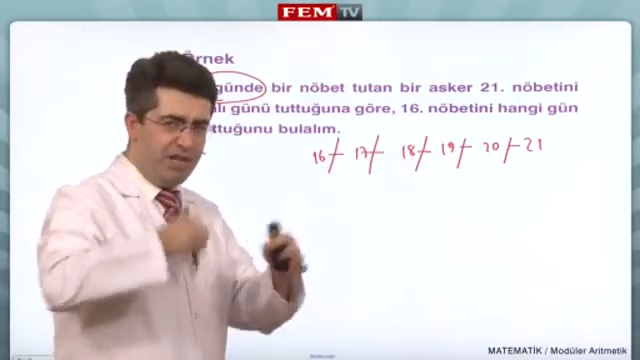 FEM TV
Örnek
günde bir nöbet tutan bir asker 21. nöbetini
günü tuttuğuna göre, 16. nöbetini hangi gün
bulalım.
16 17 18 19 20 21
MATEMATİK / Modüler Aritmetik